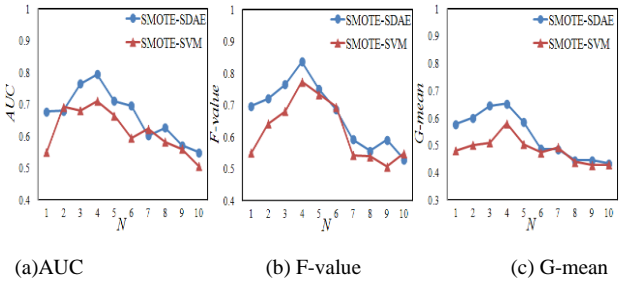 1
0.9
0.8
0.7
0.6
0.5
0.4
AUC
SMOTE-SDAE
SMOTE-SVM
1 2 3 4 5 6 7 8 9 10
N
1
0.9
0.8
0.7
0.6
0.5
0.4
F-value
SMOTE-SDAE
SMOTE-SVM
1 2 3 4 5 6 7 8 9 10
N
1
0.9
0.8
0.7
0.6
0.5
0.4
0.3
G-mean
SMOTE-SDAE
SMOTE-SVM
1 2 3 4 5 6 7 8 9 10
N
(a)AUC (b) F-value (c) G-mean